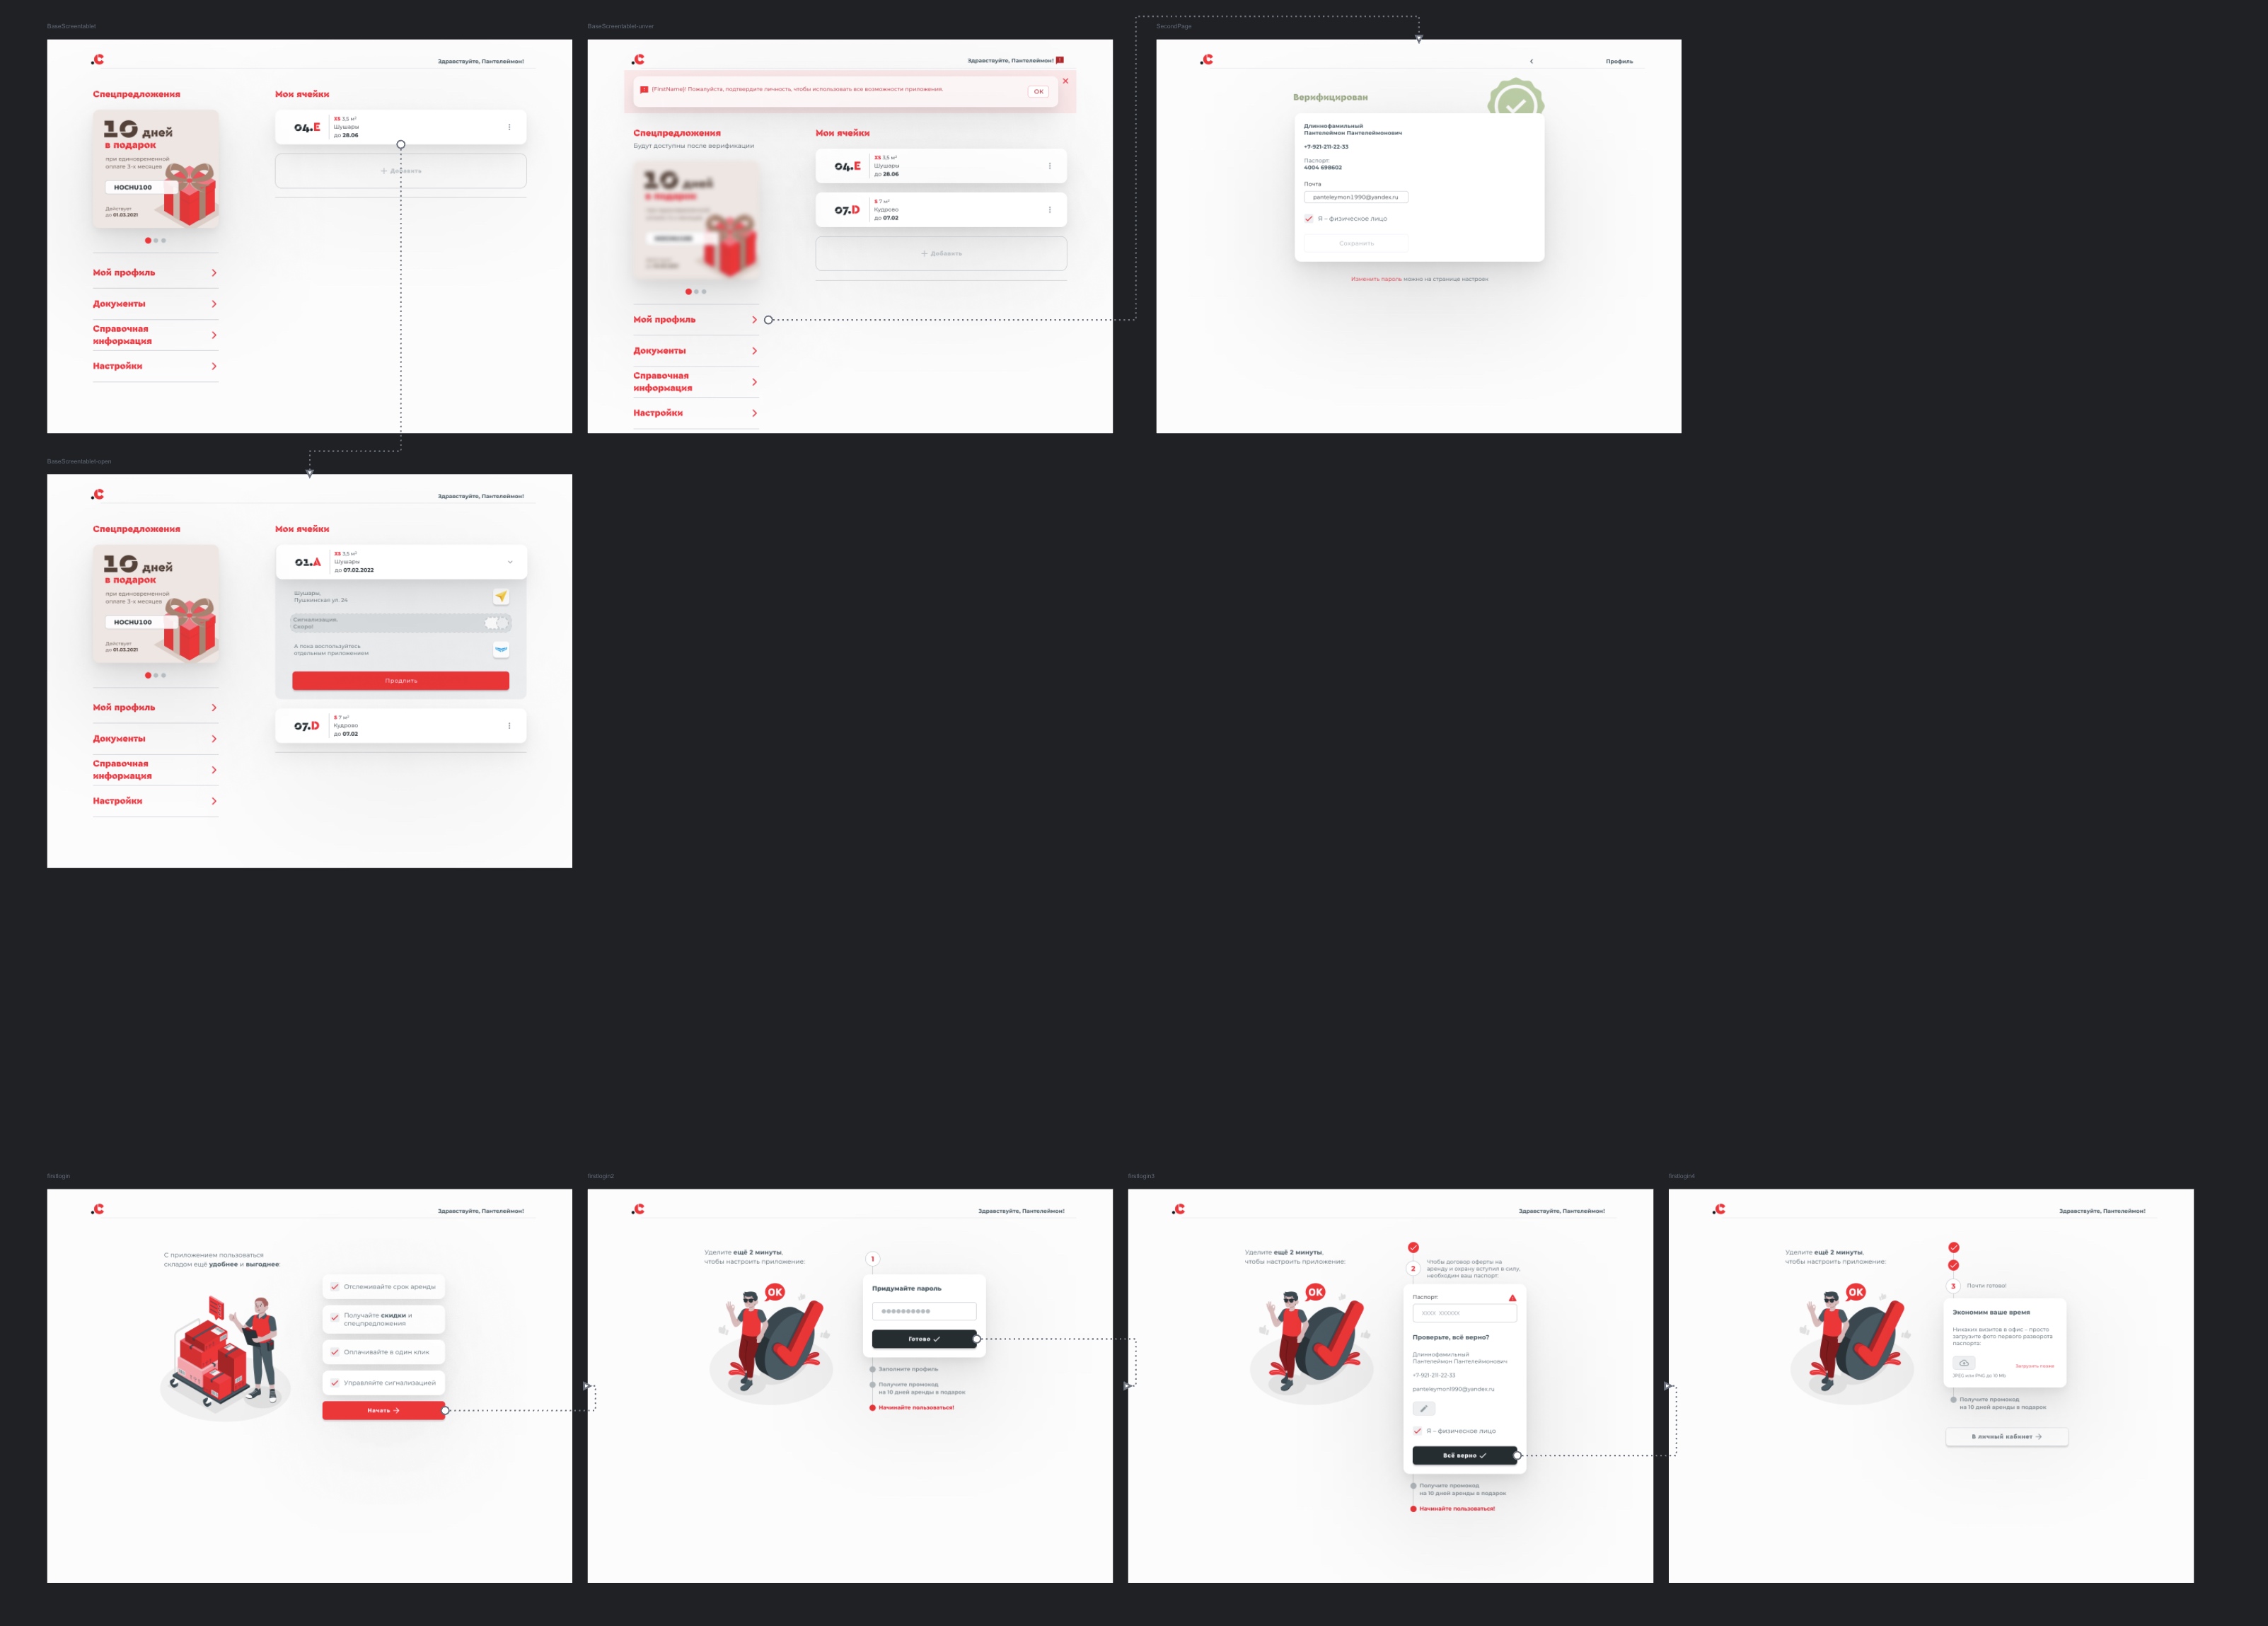 BaseScreentablet
.C
Здравствуйте, Пантелеймон!
Спецпредложения
10 дней
в подарок
при единовременной
оплате 3-х месяцев
HOCHU100
Действует
до 01.03.2021
Мой профиль
Документы
Справочная
информация
Настройки
Мои ячейки
04.E
XS 3,5 м²
Шушары
до 28.06
+ Добавить
BaseScreentablet-unver
.C
Здравствуйте, Пантелеймон!
[FirstName]! Пожалуйста, подтвердите личность, чтобы использовать все возможности приложения.
OK
Спецпредложения
Будут доступны после верификации
10 дней
Мой профиль
Документы
Справочная
информация
Настройки
Мои ячейки
04.E
XS 3,5 м²
Шушары
до 28.06
07.D
S 7 м²
Кудрово
до 07.02
+ Добавить
SecondPage
.C
Профиль
Верифицирован
Длиннофамильный
Пантелеймон Пантелеймонович
+7-921-211-22-33
Паспорт:
4004 698602
Почта
panteleymon1990@yandex.ru
Я – физическое лицо
Сохранить
Изменить пароль можно на странице настроек
BaseScreentablet-open
.C
Здравствуйте, Пантелеймон!
Спецпредложения
10 дней
в подарок
при единовременной
оплате 3-х месяцев
HOCHU100
Действует
до 01.03.2021
Мой профиль
Документы
Справочная
информация
Настройки
Мои ячейки
01.A
XS 3,5 м²
Шушары
до 07.02.2022
Шушары,
Пушкинская ул. 24
Сигнализация.
Скоро!
А пока воспользуйтесь
отдельным приложением
Продлить
07.D
S 7 м²
Кудрово
до 07.02
firstlogin
.C
Здравствуйте, Пантелеймон!
С приложением пользоваться
складом ещё удобнее и выгоднее:
Отслеживайте срок аренды
Получайте скидки и
спецпредложения
Оплачивайте в один клик
Управляйте сигнализацией
Начать →
firstlogin2
.C
Здравствуйте, Пантелеймон!
Уделите ещё 2 минуты,
чтобы настроить приложение:
OK
1
Придумайте пароль
Готово
Заполните профиль
Получите промокод
на 10 дней аренды в подарок
Начинайте пользоваться!
firstlogin3
.C
Здравствуйте, Пантелеймон!
Уделите ещё 2 минуты,
чтобы настроить приложение:
OK
2
Чтобы договор оферты на
аренду и охрану вступил в силу,
необходим ваш паспорт.
Паспорт:
XXXX XXXXXX
Проверьте, всё верно?
Длиннофамильный
Пантелеймон Пантелеймонович
+7-921-211-22-33
panteleymon1990@yandex.ru
Я – физическое лицо
Всё верно
Получите промокод
на 10 дней аренды в подарок
Начинайте пользоваться!
firstlogin4
.C
Здравствуйте, Пантелеймон!
Уделите ещё 2 минуты,
чтобы настроить приложение:
OK
3
Почти готово!
Экономим ваше время
Никаких визитов в офис – просто
загрузите фото первого разворота
паспорта:
Загрузить позже
JPEG или PNG до 10 Мб
Получите промокод
на 10 дней аренды в подарок
В личный кабинет →